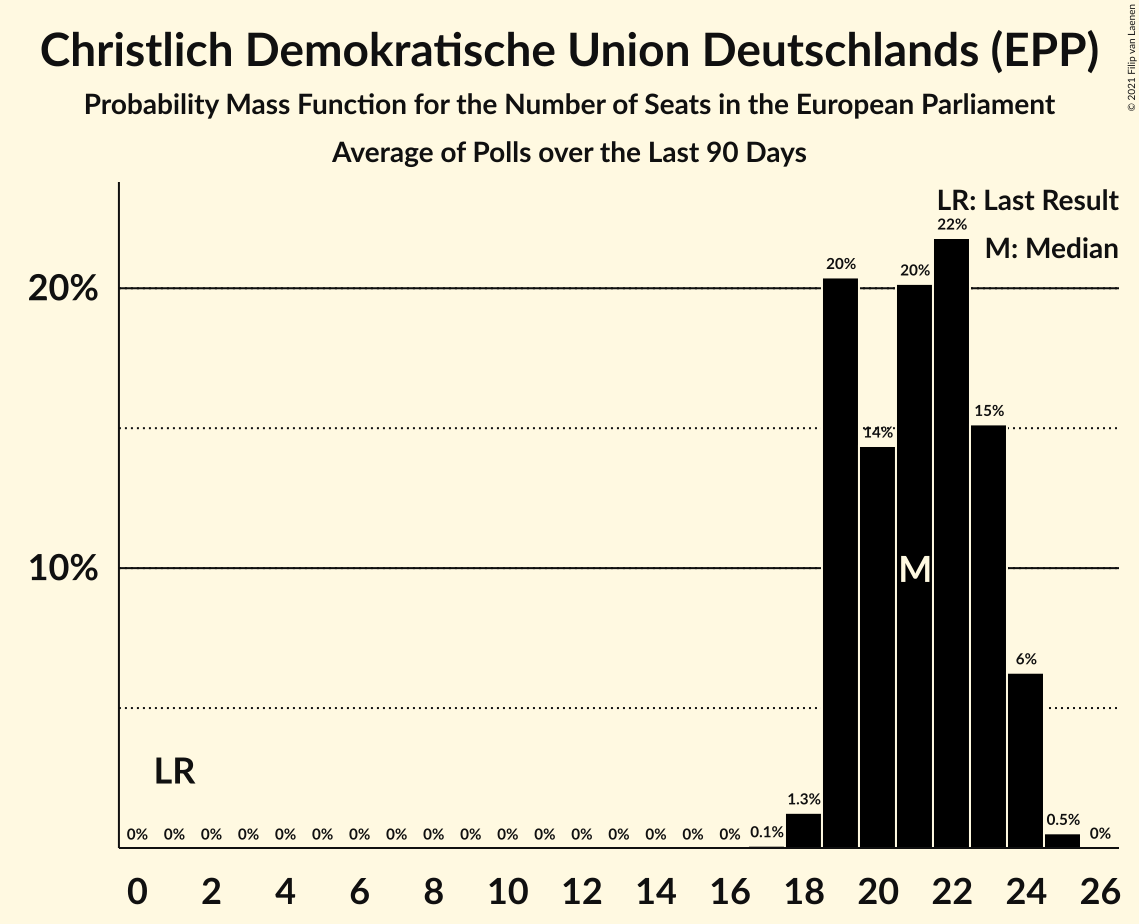 Christlich Demokratische Union Deutschlands (EPP)
Probability Mass Function for the Number of Seats in the European Parliament
Average of Polls over the Last 90 Days
© 2021 Filip van Laenen
LR: Last Result
M: Median
22%
20%
20%
20%
15%
14%
10%
M
6%
LR
1.3%
0.5%
0% 0% 0% 0% 0% 0% 0% 0% 0% 0% 0% 0% 0% 0% 0% 0% 0% 0.1% 0%
0 2 4 6 8 10 12 14 16 18 20 22 24 26